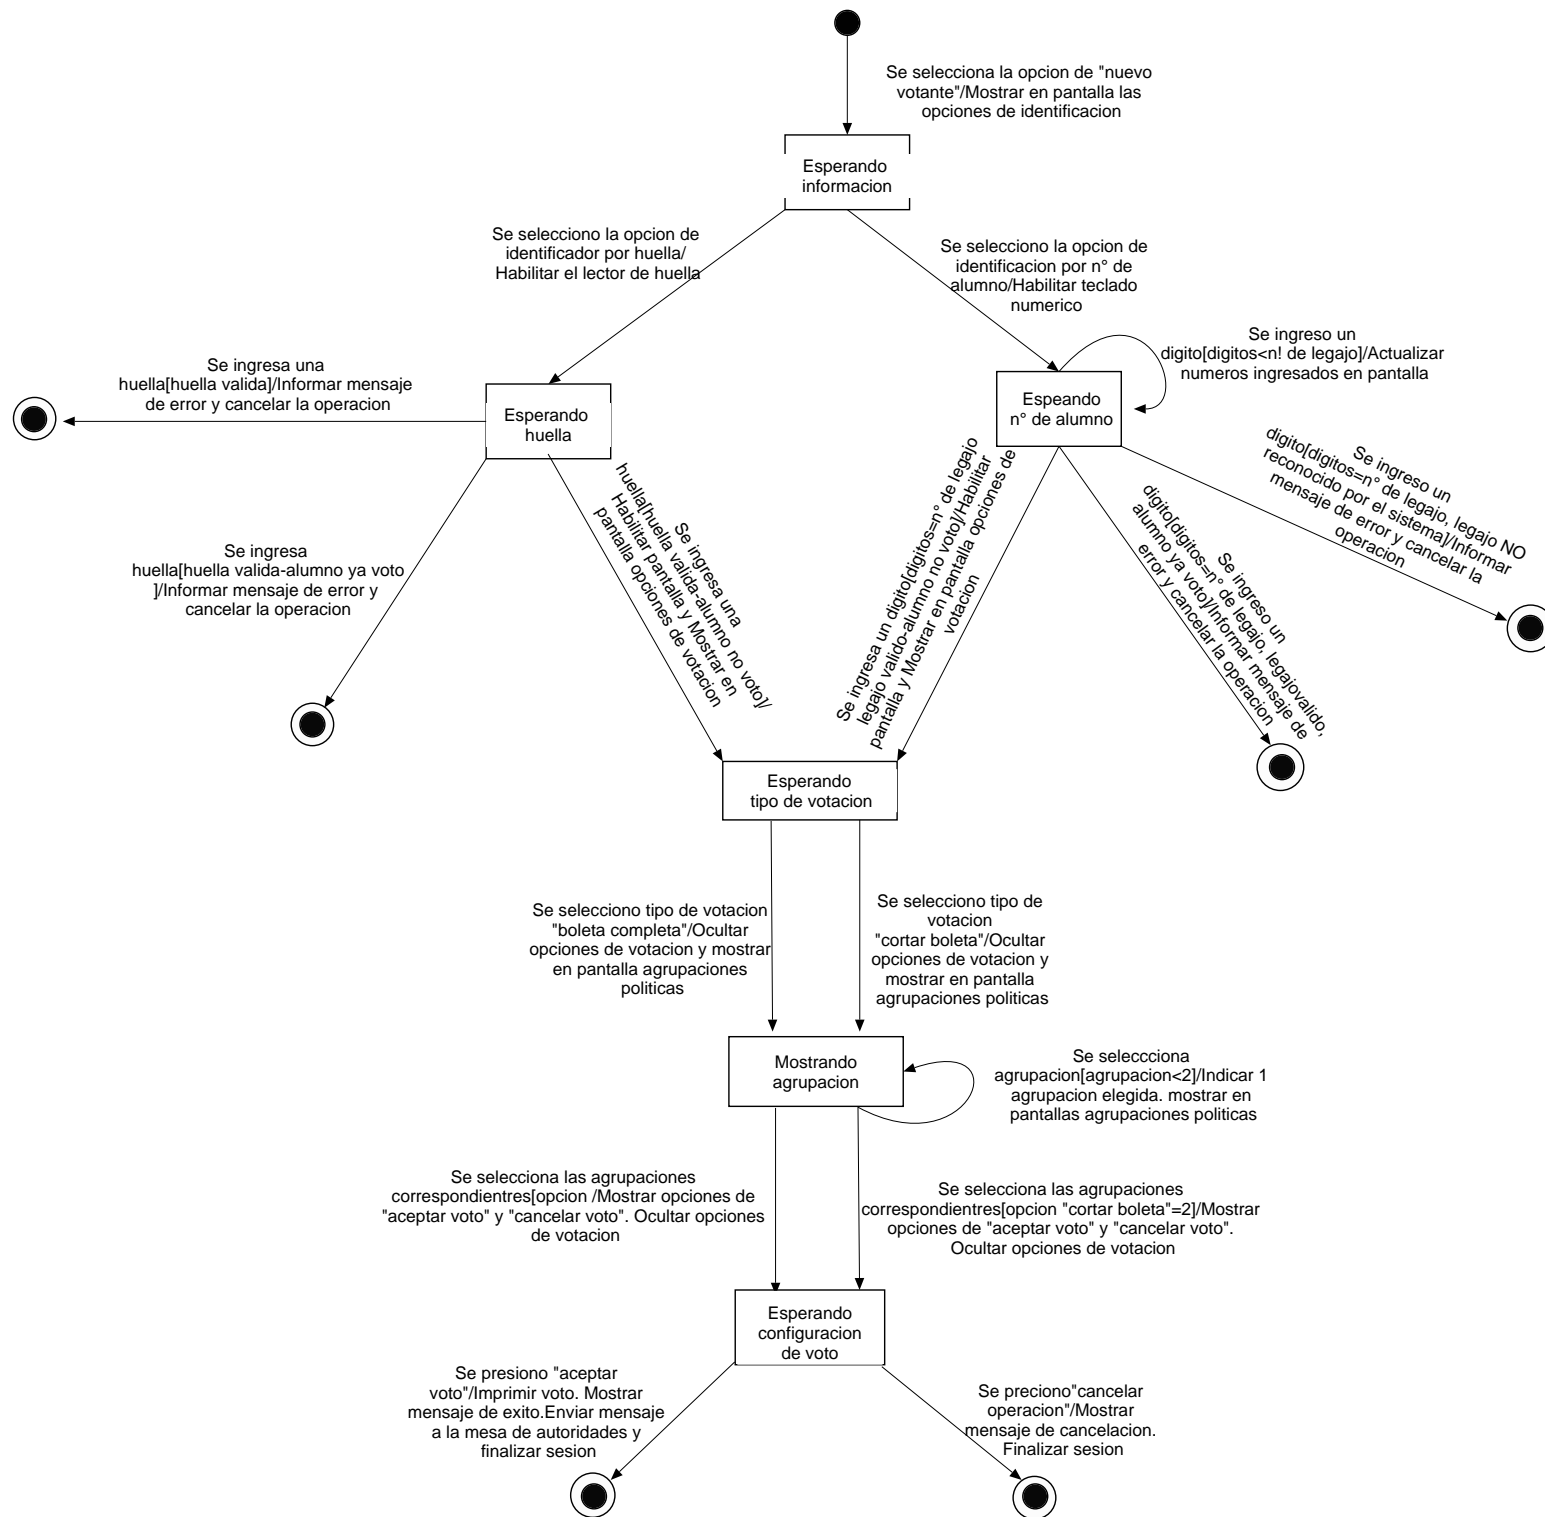 Se selecciona la opcion de "nuevo
votante"/Mostrar en pantalla las
opciones de identificacion
Esperando
informacion
Se selecciono la opcion de
identificador por huella/
Habilitar el lector de huella
Se selecciono la opcion de
identificacion por n° de
alumno/Habilitar teclado
numerico
Se ingreso un
digito[digitos<n! de legajo]/Actualizar
numeros ingresados en pantalla
Se ingresa una
huella[huella valida]/Informar mensaje
de error y cancelar la operacion
Esperando
huella
Espeando
n° de alumno
Se ingreso un
digito[digitos=n° de legajo, legajo NO
reconocido por el sistema]/Informar
mensaje de error y cancelar la
operacion
Se ingresa
huella[huella valida-alumno ya voto
]/Informar mensaje de error y
cancelar la operacion
Se ingresa una
huella[huella valida-alumno no voto]/
Habilitar pantalla y Mostrar en
pantalla opciones de votacion
Se ingresa un digito[digitos=n° de legajo
legajo valido-alumno no voto]/Habilitar
pantalla y Mostrar en pantalla opciones de
votacion
Se ingreso un
digito[digitos=n° de legajo, legajovalido,
alumno ya voto]/Informar mensaje de
error y cancelar la operacion
Esperando
tipo de votacion
Se selecciono tipo de votacion
"boleta completa"/Ocultar
opciones de votacion y mostrar
en pantalla agrupaciones
politicas
Se selecciono tipo de
votacion
"cortar boleta"/Ocultar
opciones de votacion y
mostrar en pantalla
agrupaciones politicas
Mostrando
agrupacion
Se seleccciona
agrupacion[agrupacion<2]/Indicar 1
agrupacion elegida. mostrar en
pantallas agrupaciones politicas
Se selecciona las agrupaciones
correspondientres[opcion /Mostrar opciones de
"aceptar voto" y "cancelar voto". Ocultar opciones
de votacion
Se selecciona las agrupaciones
correspondientres[opcion "cortar boleta"=2]/Mostrar
opciones de "aceptar voto" y "cancelar voto".
Ocultar opciones de votacion
Esperando
configuracion
de voto
Se presiono "aceptar
voto"/Imprimir voto. Mostrar
mensaje de exito.Enviar mensaje
a la mesa de autoridades y
finalizar sesion
Se preciono"cancelar
operacion"/Mostrar
mensaje de cancelacion.
Finalizar sesion